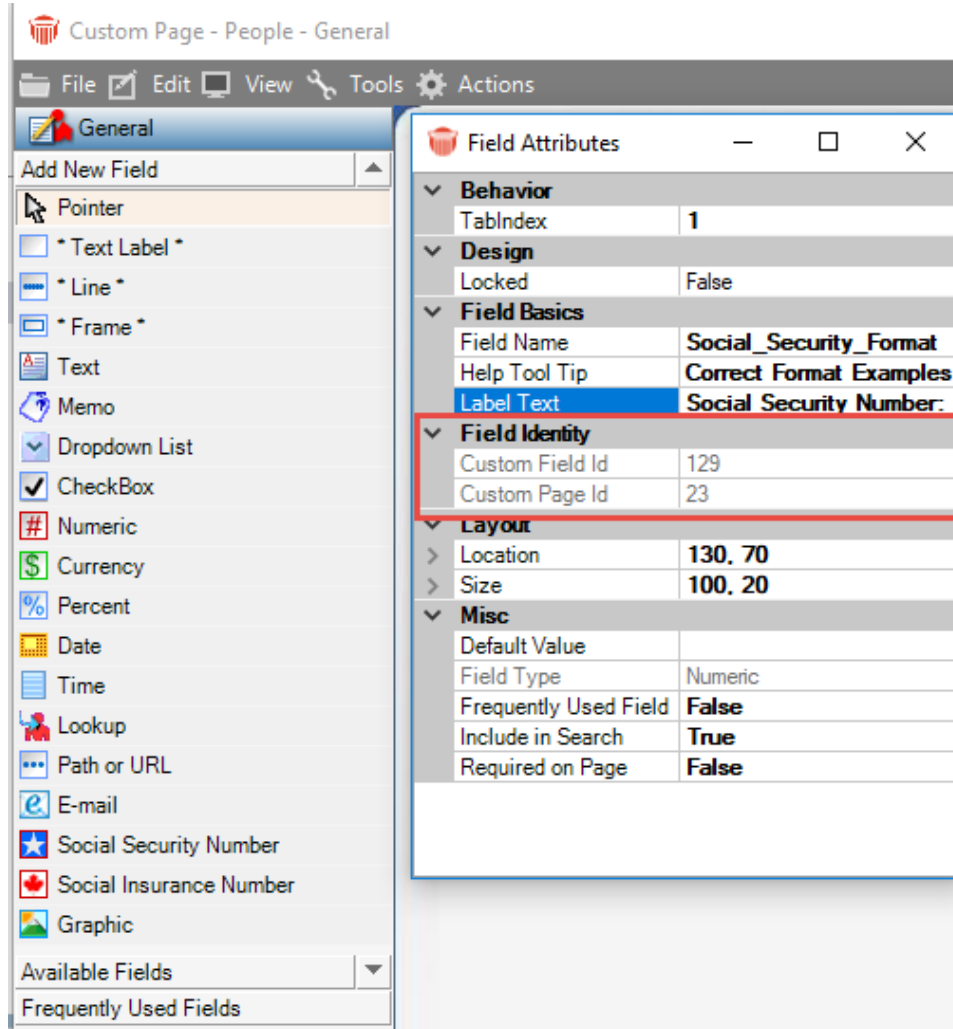 Custom Page - People - General
File Edit View Tools Actions
General
Add New Field
Pointer
* Text Label *
* Line *
* Frame *
Text
Memo
Dropdown List
CheckBox
# Numeric
$ Currency
% Percent
Date
Time
Lookup
Path or URL
E-mail
Social Security Number
Social Insurance Number
Graphic
Available Fields
Frequently Used Fields
Field Attributes
Behavior
TabIndex 1
Design
Locked False
Field Basics
Field Name Social_Security_Format
Help Tool Tip Correct Format Examples
Label Text Social Security Number:
Field Identity
Custom Field Id 129
Custom Page Id 23
Layout
Location 130, 70
Size 100, 20
Misc
Default Value
Field Type Numeric
Frequently Used Field False
Include in Search True
Required on Page False